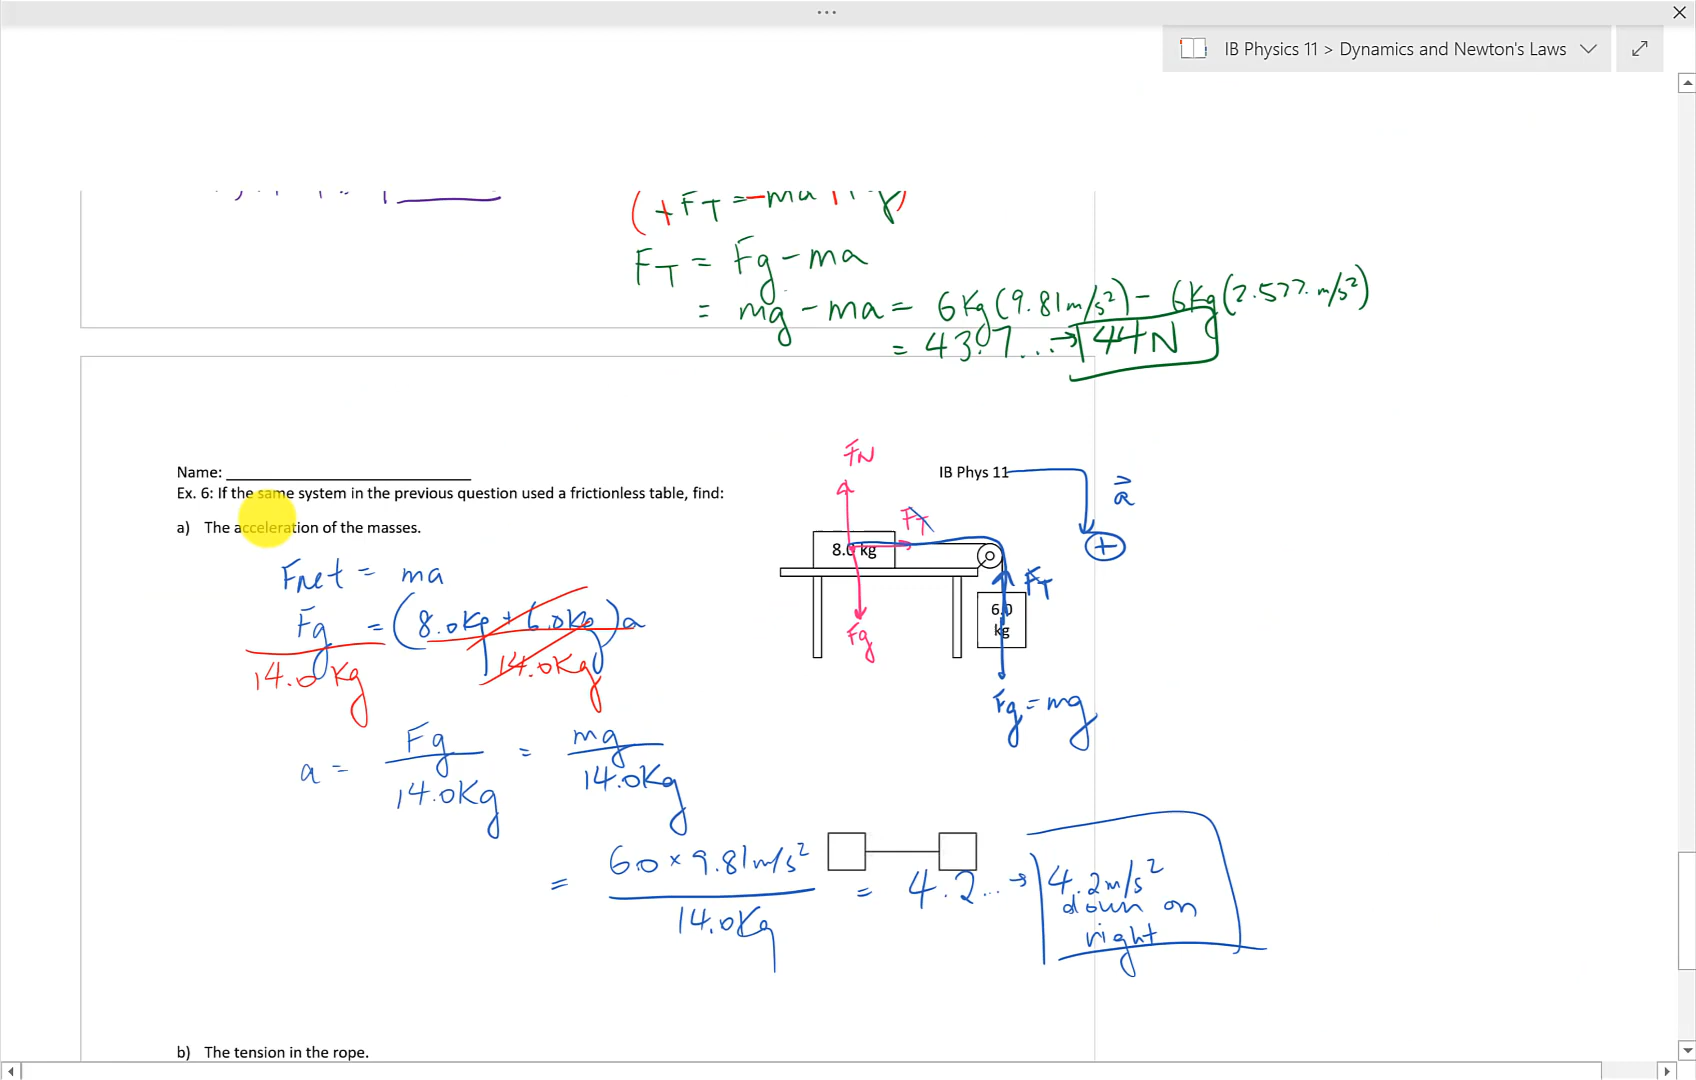 IB Physics 11 > Dynamics and Newton's Laws
(+FT = -ma
FT = Fg - ma
= mg - ma = 6Kg(9.81m/s²) - 6Kg(2.577. m/s²)
= 43.7... → 44N
Name:
IB Phys 11
Ex. 6: If the same system in the previous question used a frictionless table, find:
a) The acceleration of the masses.
FN
FT
8.0 kg
Fg
a
+
FT
6.0
kg
Fg = mg
Fnet = ma
Fg = (8.0Kg + 6.0Kg)a
14.0Kg 14.0Kg
a = Fg = mg
14.0Kg 14.0Kg
= 6.0 × 9.81m/s² = 4.2... → 4.2m/s²
14.0Kg
down on
right
b) The tension in the rope.